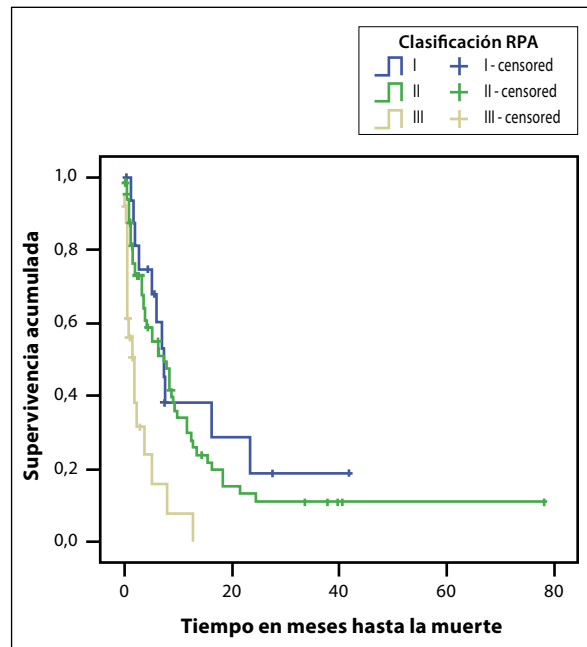 Clasificación RPA
I I - censored
II II - censored
III III - censored
Supervivencia acumulada
1,0
0,8
0,6
0,4
0,2
0,0
0 20 40 60 80
Tiempo en meses hasta la muerte